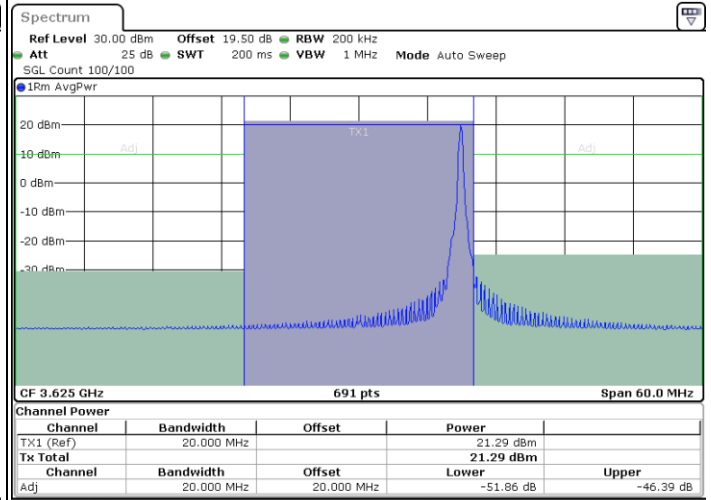 Spectrum
Ref Level 30.00 dBm Offset 19.50 dB RBW 200 kHz
Att 25 dB SWT 200 ms VBW 1 MHz Mode Auto Sweep
SGL Count 100/100
1Rm AvgPwr
20 dBm
TX1
Adj Adj
10 dBm
0 dBm
-10 dBm
-20 dBm
-30 dBm
CF 3.625 GHz 691 pts Span 60.0 MHz
Channel Power
Channel Bandwidth Offset Power
TX1 (Ref) 20.000 MHz 21.29 dBm
Tx Total 21.29 dBm
Channel Bandwidth Offset Lower Upper
Adj 20.000 MHz 20.000 MHz -51.86 dB -46.39 dB